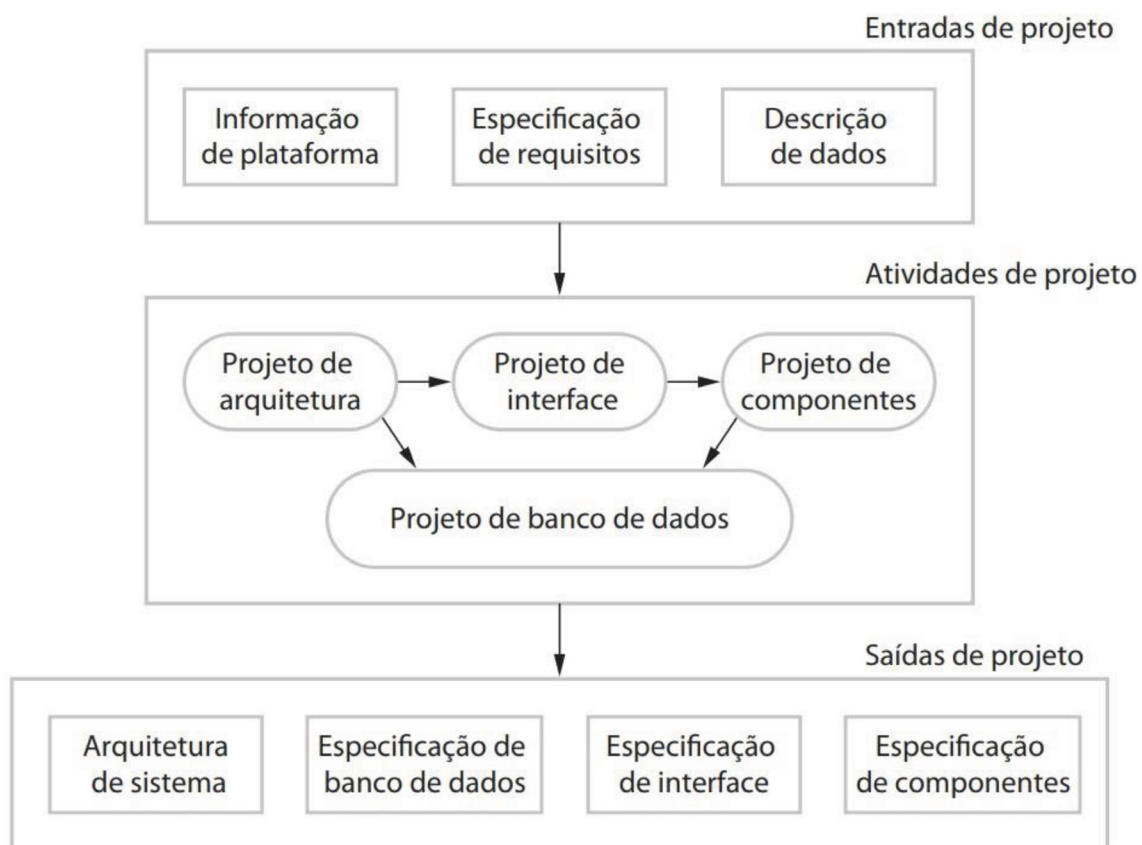 Entradas de projeto
Informação
de plataforma
Especificação
de requisitos
Descrição
de dados
Atividades de projeto
Projeto de
arquitetura
Projeto de
interface
Projeto de
componentes
Projeto de banco de dados
Saídas de projeto
Arquitetura
de sistema
Especificação de
banco de dados
Especificação
de interface
Especificação
de componentes